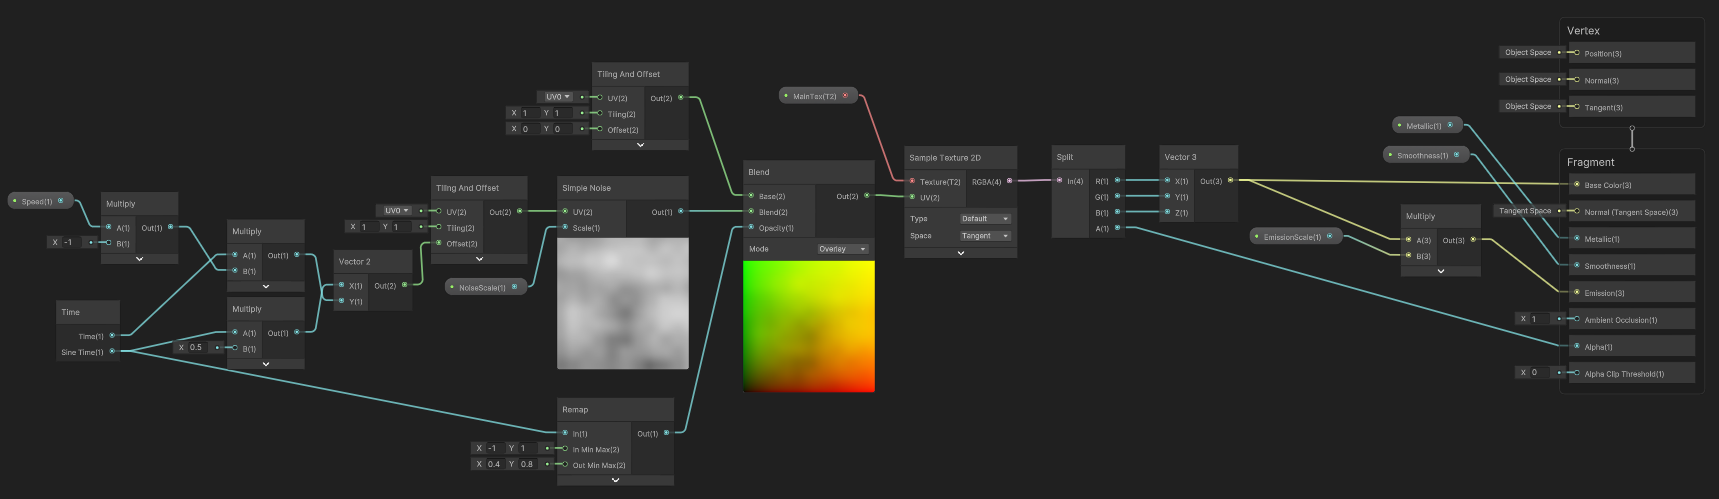 Speed(1)
Multiply
A(1) Out(1)
X -1 B(1)
Time
Time(1)
Sine Time(1)
Multiply
A(1) Out(1)
B(1)
Multiply
A(1) Out(1)
X 0.5 B(1)
Vector 2
X(1) Out(2)
Y(1)
Tiling And Offset
UV0 UV(2) Out(2)
X 1 Y 1 Tiling(2)
Offset(2)
NoiseScale(1)
Tiling And Offset
UV0 UV(2) Out(2)
X 1 Y 1 Tiling(2)
X 0 Y 0 Offset(2)
Simple Noise
UV(2) Out(1)
Scale(1)
Remap
In(1) Out(1)
X -1 Y 1 In Min Max(2)
X 0.4 Y 0.8 Out Min Max(2)
Blend
Base(2) Out(2)
Blend(2)
Opacity(1)
Mode Overlay
MainTex(T2)
Sample Texture 2D
Texture(T2) RGBA(4)
UV(2)
Type Default
Space Tangent
Split
In(4) R(1)
G(1)
B(1)
A(1)
Vector 3
X(1) Out(3)
Y(1)
Z(1)
EmissionScale(1)
Metallic(1)
Smoothness(1)
Multiply
A(3) Out(3)
B(3)
Vertex
Object Space Position(3)
Object Space Normal(3)
Object Space Tangent(3)
Fragment
Base Color(3)
Tangent Space Normal (Tangent Space)(3)
Metallic(1)
Smoothness(1)
Emission(3)
X 1 Ambient Occlusion(1)
Alpha(1)
X 0 Alpha Clip Threshold(1)